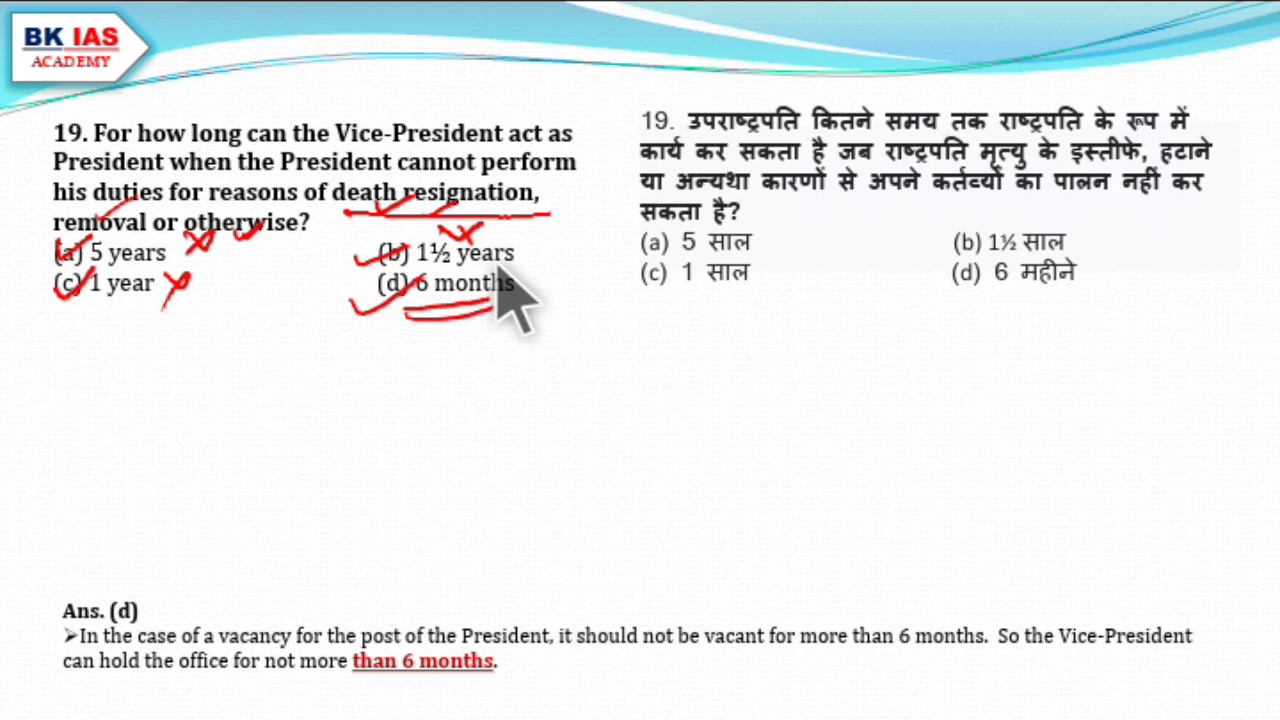 BK IAS
ACADEMY
19. For how long can the Vice-President act as
President when the President cannot perform
his duties for reasons of death resignation,
removal or otherwise?
(a) 5 years (b) 1½ years
(c) 1 year (d) 6 months
19. उपराष्ट्रपति कितने समय तक राष्ट्रपति के रूप में
कार्य कर सकता है जब राष्ट्रपति मृत्यु के इस्तीफे, हटाने
या अन्यथा कारणों से अपने कर्तव्यों का पालन नहीं कर
सकता है?
(a) 5 साल (b) 1½ साल
(c) 1 साल (d) 6 महीने
Ans. (d)
➢In the case of a vacancy for the post of the President, it should not be vacant for more than 6 months. So the Vice-President
can hold the office for not more than 6 months.